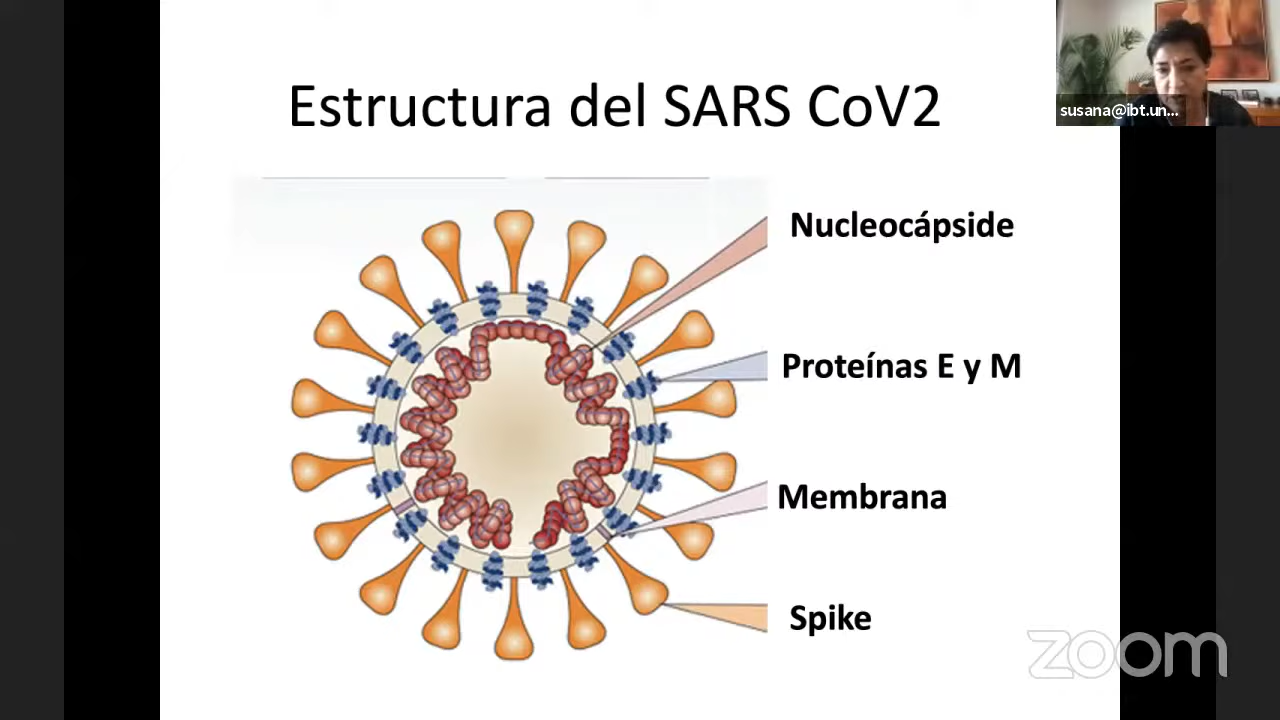 Estructura del SARS CoV2
susana@ibt.un...
Nucleocápside
Proteínas E y M
Membrana
Spike
zoom